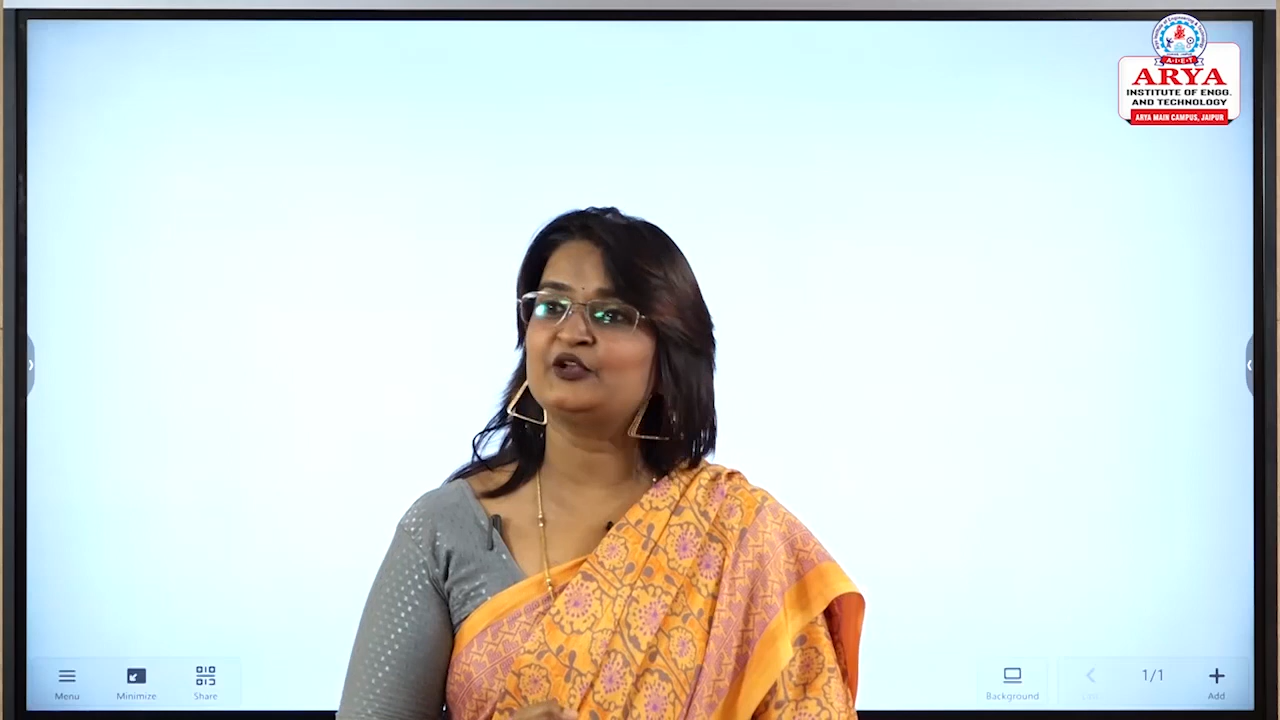 A·I·E·T
ARYA
INSTITUTE OF ENGG.
AND TECHNOLOGY
ARYA MAIN CAMPUS, JAIPUR
Menu
Minimize
Share
Background
1/1
Add